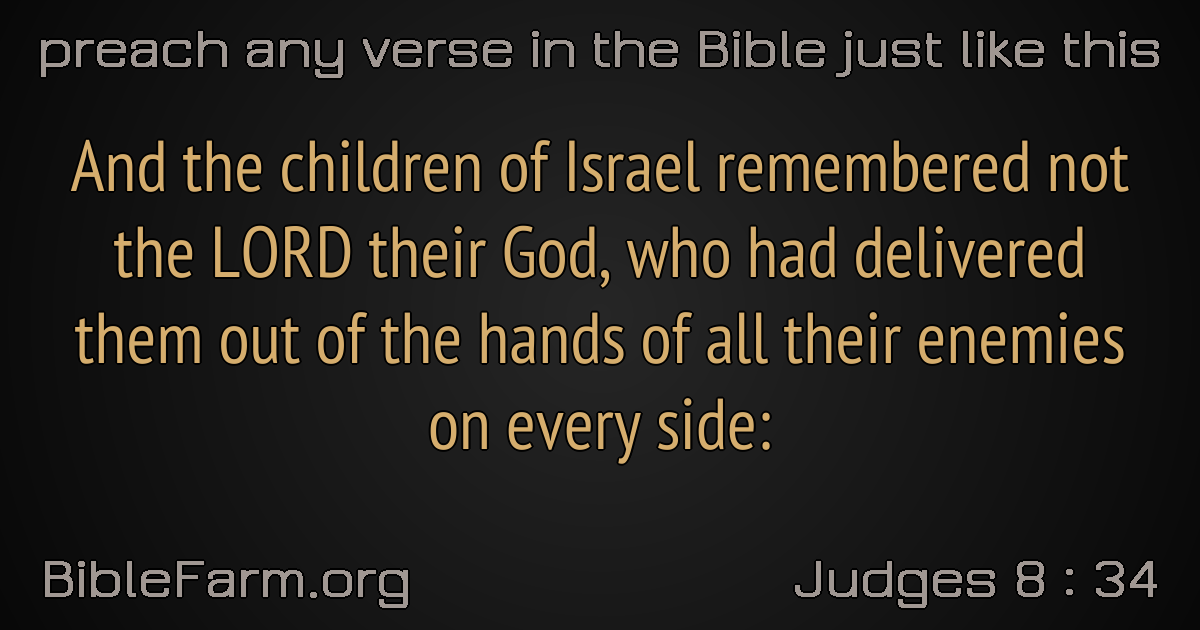 preach any verse in the Bible just like this
And the children of Israel remembered not
the LORD their God, who had delivered
them out of the hands of all their enemies
on every side:
BibleFarm.org
Judges 8 : 34